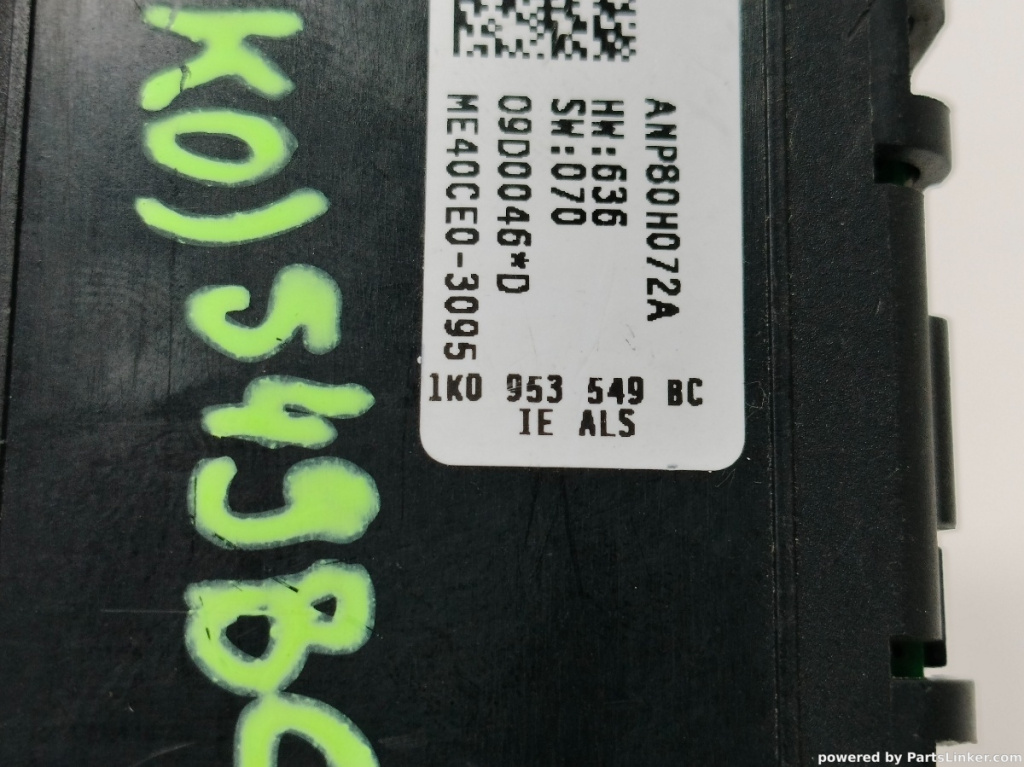 K0) 549BC
ANP80H072A
HW:636
SW:070
09D0046*D
ME40CE0-3095
1K0 953 549 BC
IE ALS
powered by PartsLinker.com